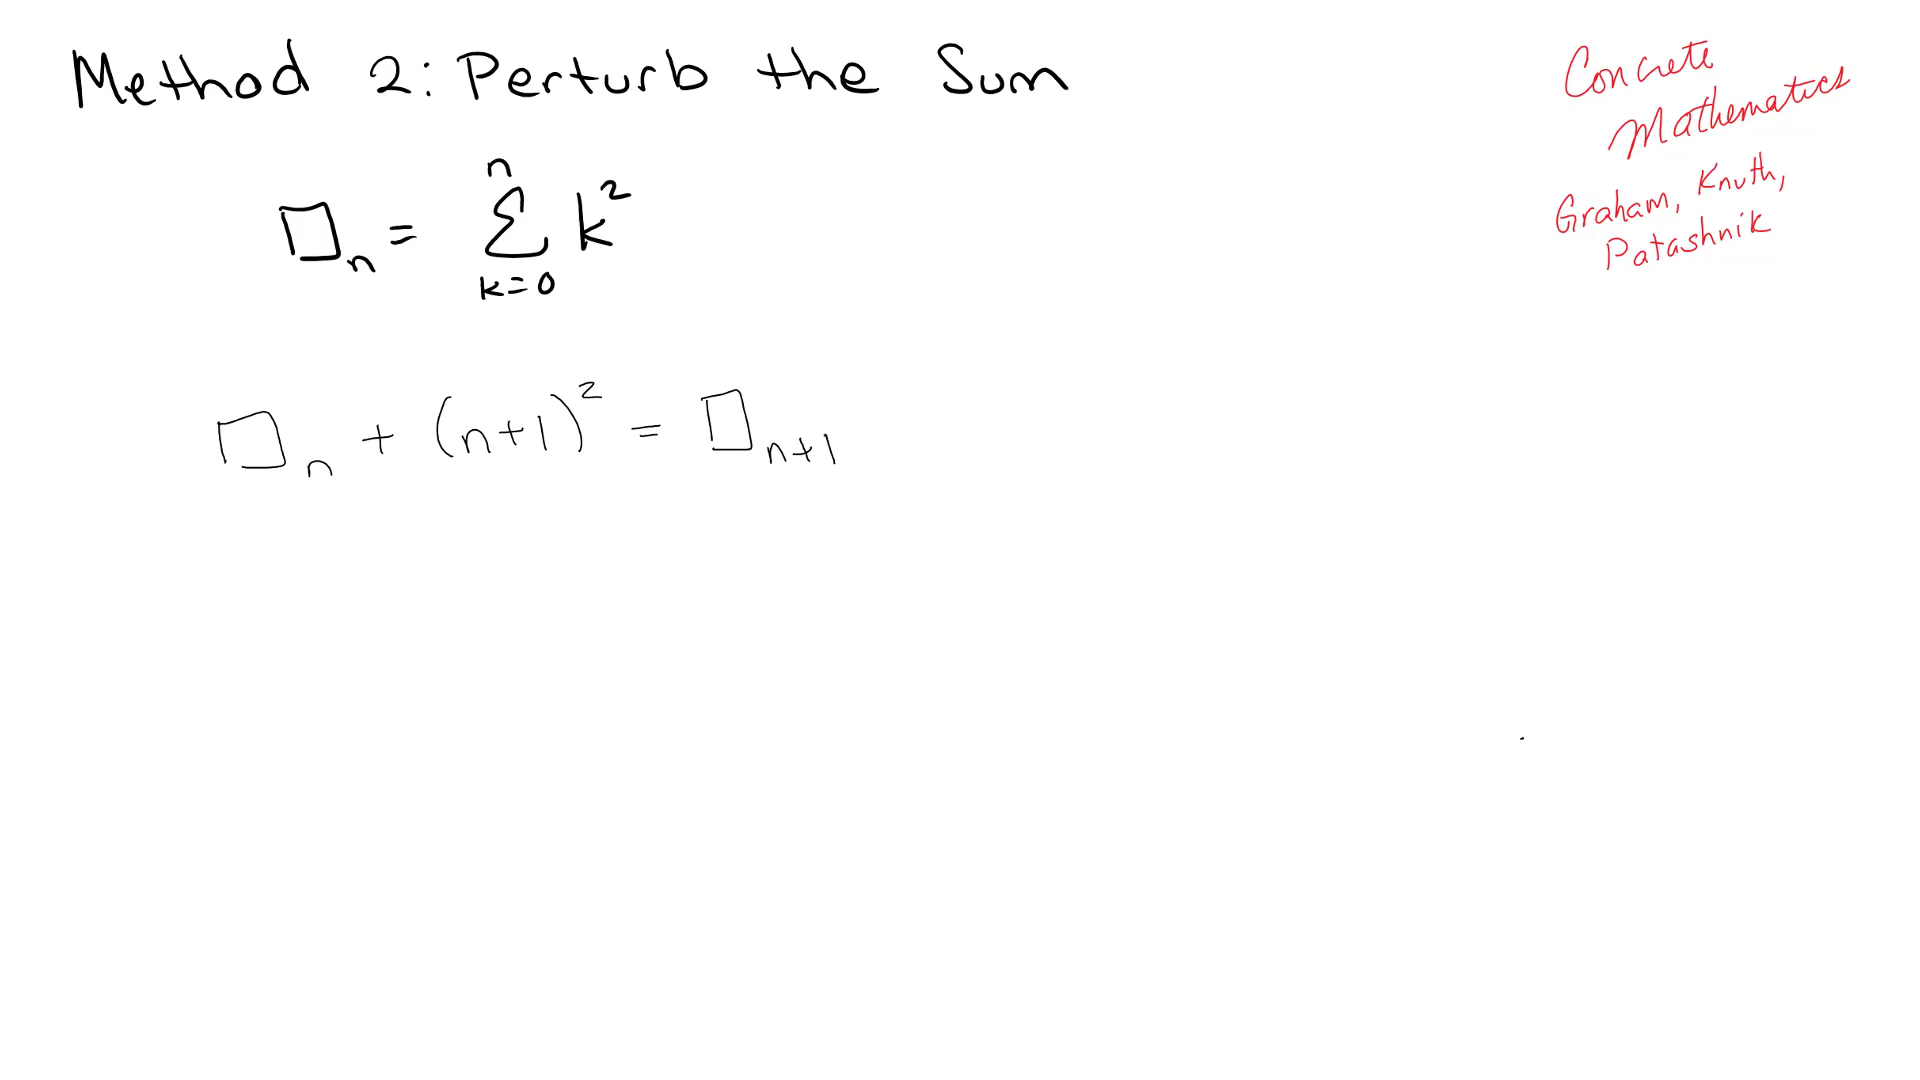 Method 2: Perturb the Sum
□ₙ = ∑ₖ₌₀ⁿ k²
□ₙ + (n+1)² = □ₙ₊₁
Concrete
Mathematics
Graham, Knuth,
Patashnik